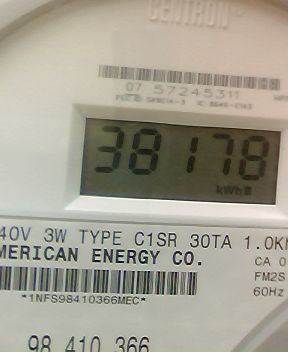 CENTRON
07 57245311
38178
kWh
40V 3W TYPE C1SR 30TA 1.0K
MERICAN ENERGY CO.
CA 0
FM2S
60Hz
*1NFS98410366MEC*
98 410 366